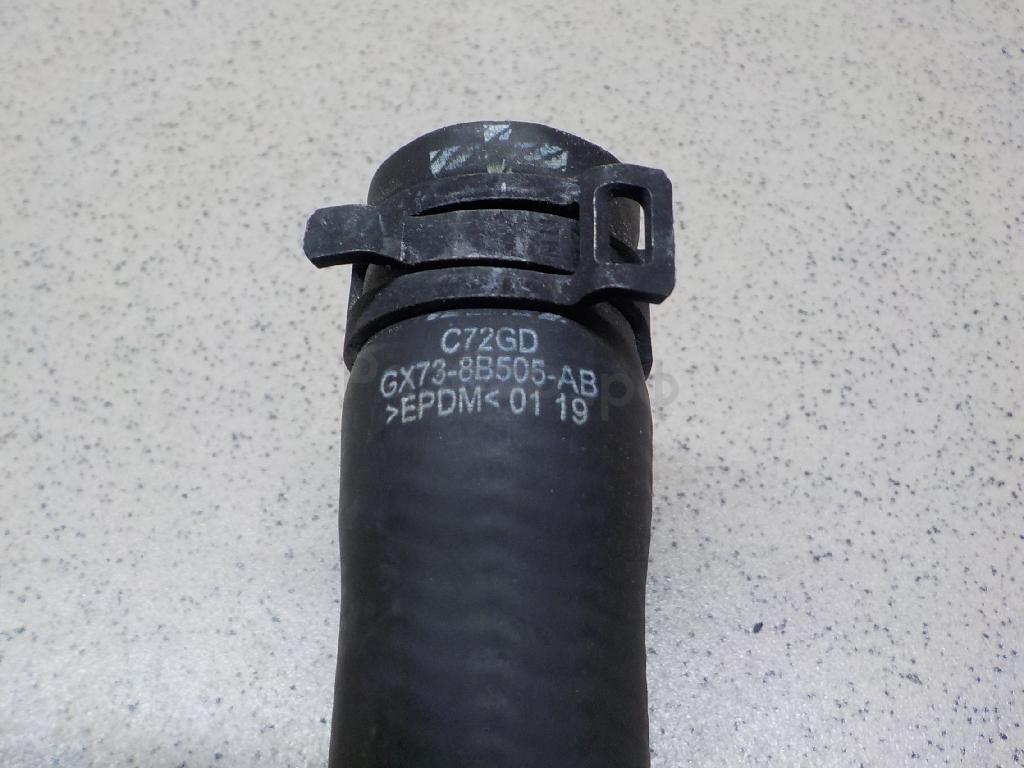 C72GD
GX73-8B505-AB
>EPDM< 01 19